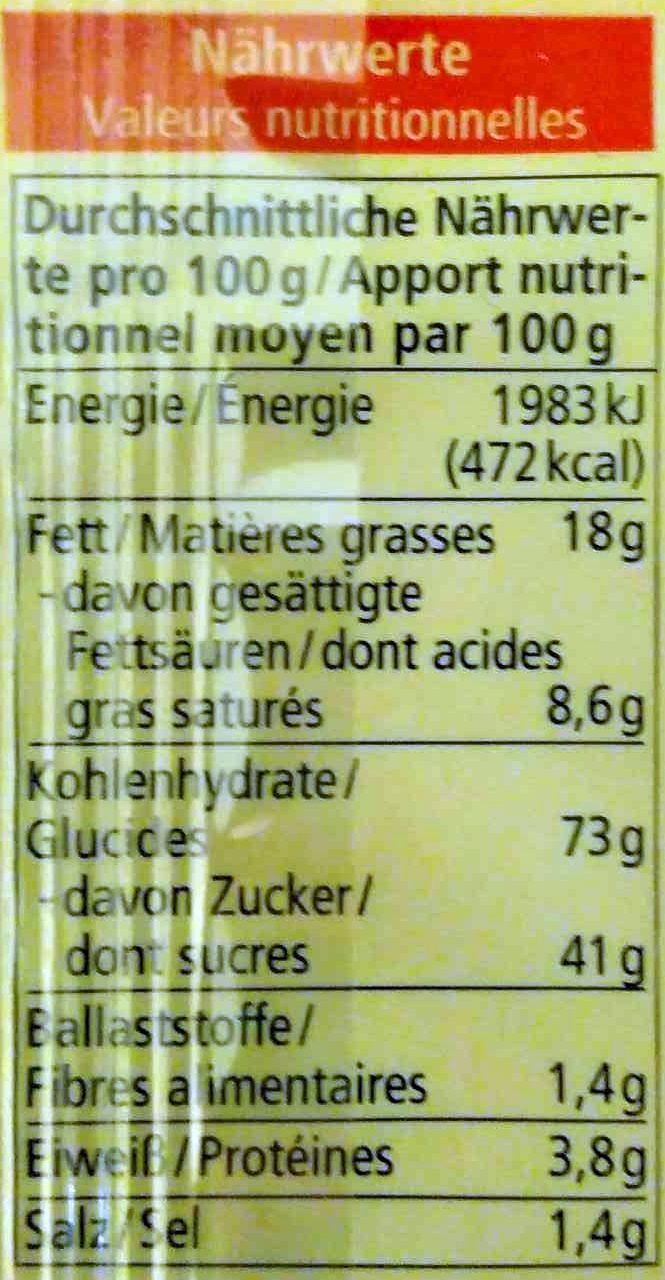 Nährwerte
Valeurs nutritionnelles
Durchschnittliche Nährwer-
te pro 100 g/Apport nutri-
tionnel moyen par 100 g
Energie/Énergie 1983 kJ
(472 kcal)
Fett/Matières grasses 18 g
- davon gesättigte
Fettsäuren/dont acides
gras saturés 8,6 g
Kohlenhydrate/
Glucides 73 g
- davon Zucker/
dont sucres 41 g
Ballaststoffe/
Fibres alimentaires 1,4 g
Eiweiß/Protéines 3,8 g
Salz/Sel 1,4 g